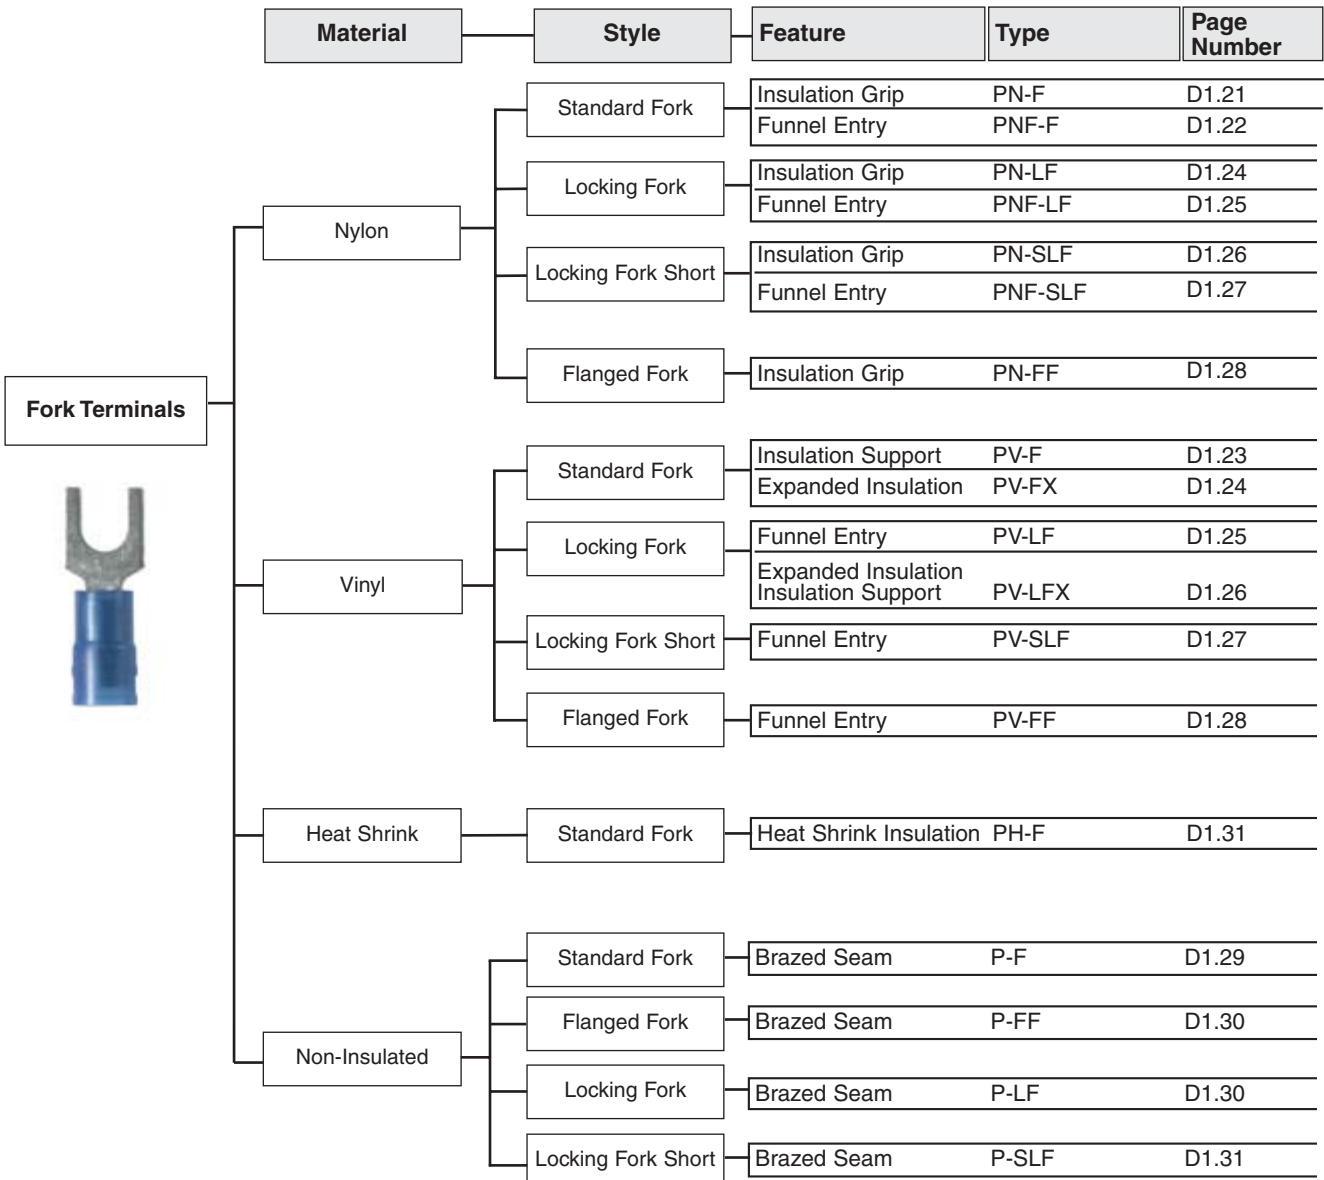 Material Style Feature Type Page Number
Standard Fork
Insulation Grip PN-F D1.21
Funnel Entry PNF-F D1.22
Locking Fork
Insulation Grip PN-LF D1.24
Funnel Entry PNF-LF D1.25
Nylon
Locking Fork Short
Insulation Grip PN-SLF D1.26
Funnel Entry PNF-SLF D1.27
Flanged Fork
Insulation Grip PN-FF D1.28
Fork Terminals
Standard Fork
Insulation Support PV-F D1.23
Expanded Insulation PV-FX D1.24
Locking Fork
Funnel Entry PV-LF D1.25
Expanded Insulation
Insulation Support PV-LFX D1.26
Vinyl
Locking Fork Short
Funnel Entry PV-SLF D1.27
Flanged Fork
Funnel Entry PV-FF D1.28
Heat Shrink
Standard Fork
Heat Shrink Insulation PH-F D1.31
Standard Fork
Brazed Seam P-F D1.29
Flanged Fork
Brazed Seam P-FF D1.30
Non-Insulated
Locking Fork
Brazed Seam P-LF D1.30
Locking Fork Short
Brazed Seam P-SLF D1.31